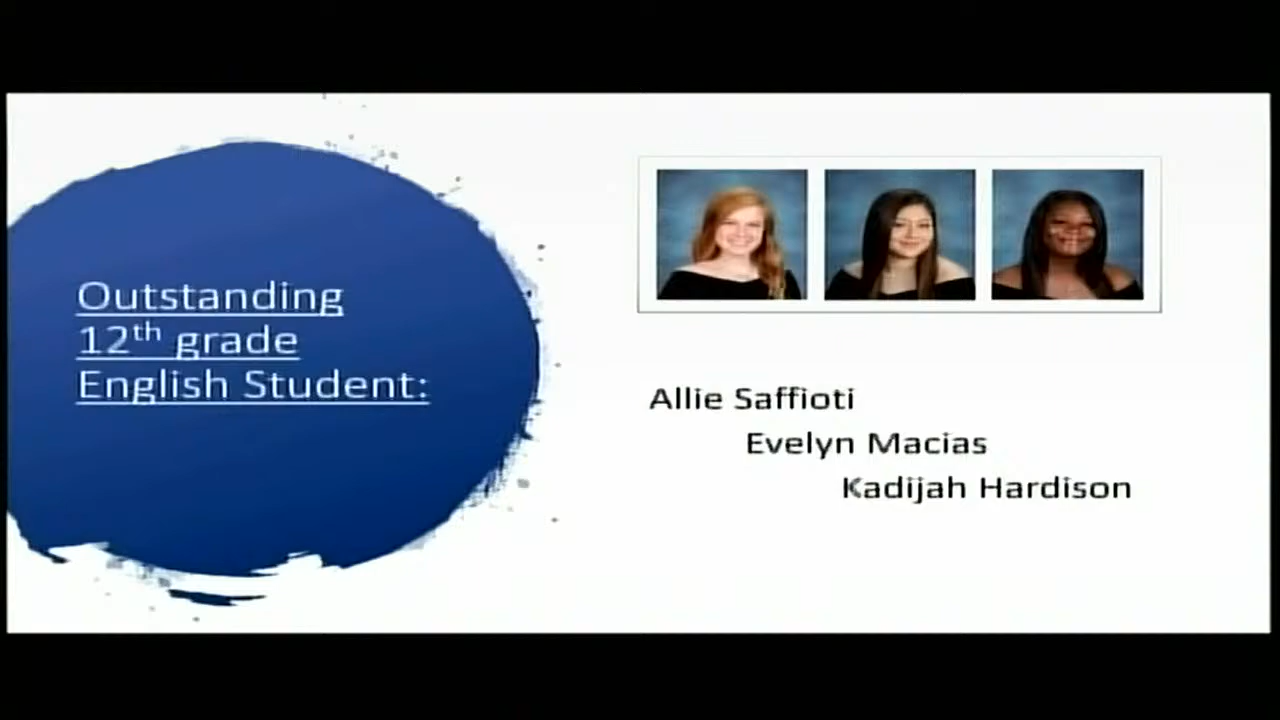 Outstanding
12th grade
English Student:
Allie Saffioti
Evelyn Macias
Kadijah Hardison